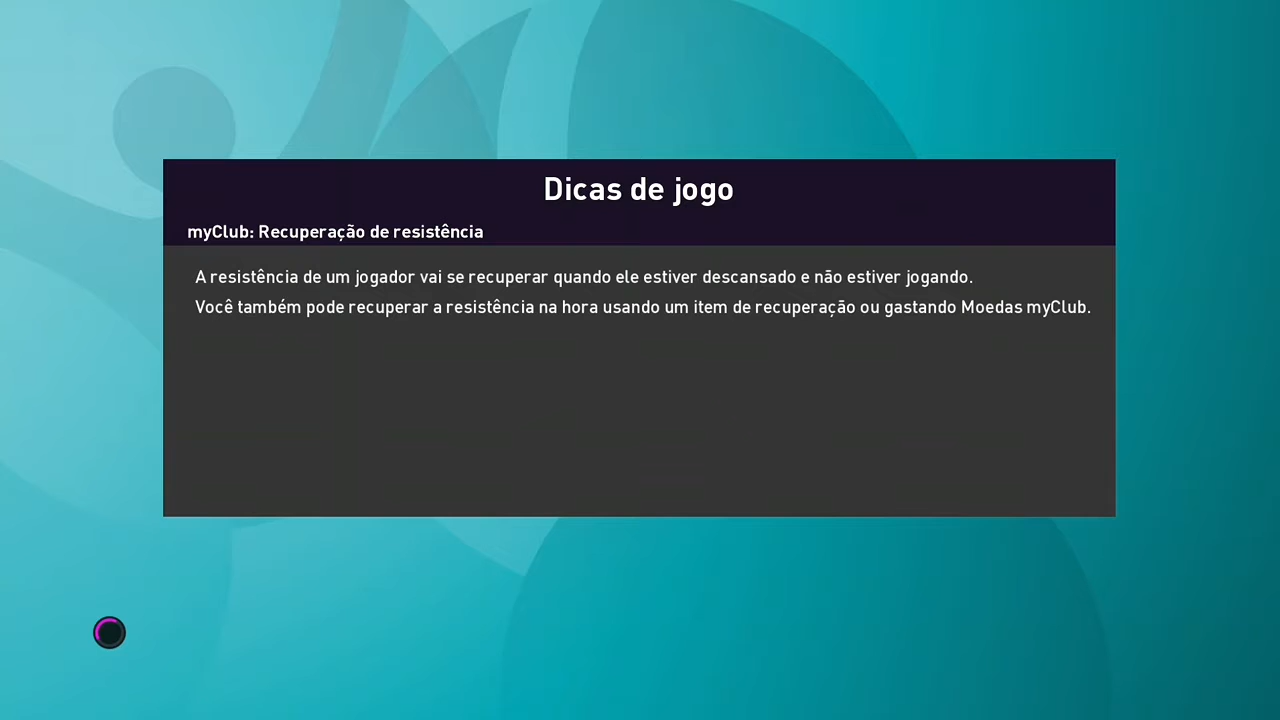 Dicas de jogo
myClub: Recuperação de resistência
A resistência de um jogador vai se recuperar quando ele estiver descansado e não estiver jogando.
Você também pode recuperar a resistência na hora usando um item de recuperação ou gastando Moedas myClub.